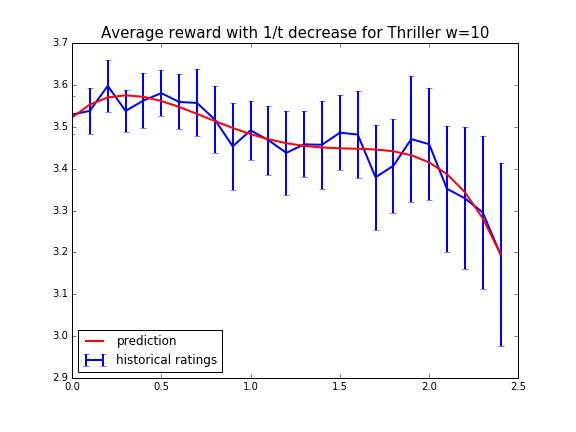 Average reward with 1/t decrease for Thriller w=10
3.7
3.6
3.5
3.4
3.3
3.2
3.1
3.0
2.9
prediction
historical ratings
0.0 0.5 1.0 1.5 2.0 2.5